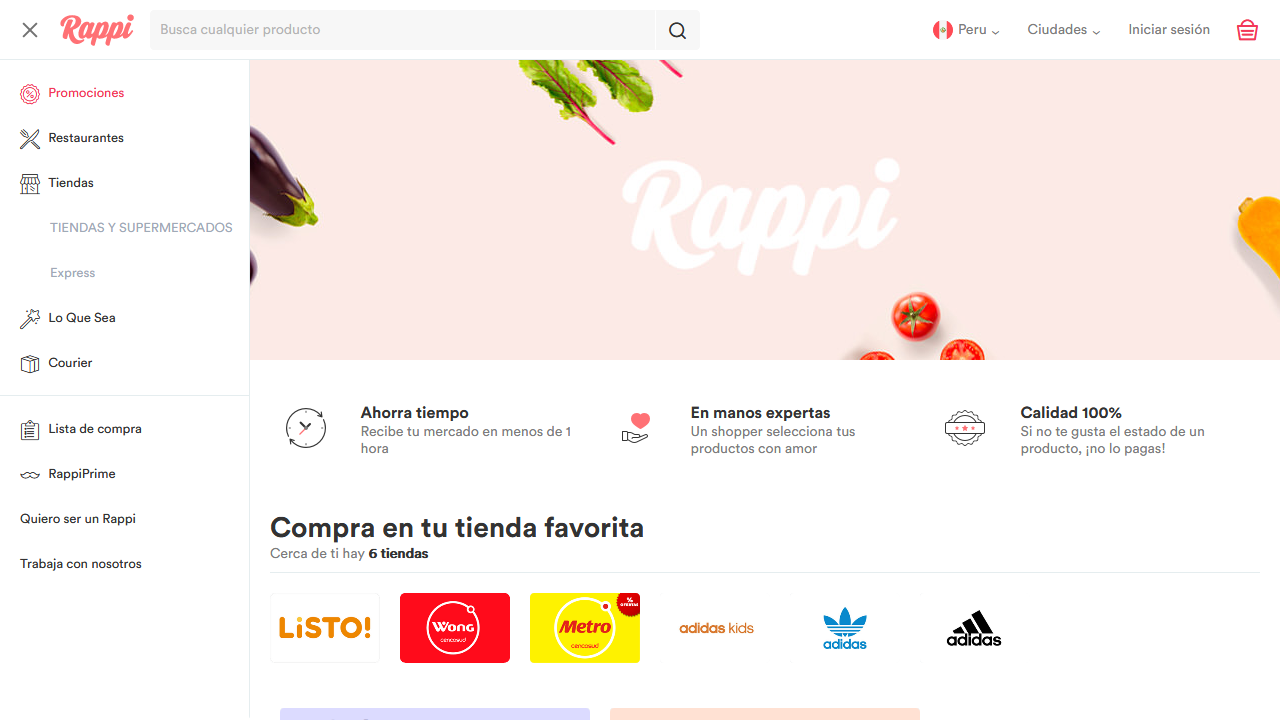 Rappi
Busca cualquier producto
Peru
Ciudades
Iniciar sesión
Promociones
Restaurantes
Tiendas
TIENDAS Y SUPERMERCADOS
Express
Lo Que Sea
Courier
Lista de compra
RappiPrime
Quiero ser un Rappi
Trabaja con nosotros
Rappi
Ahorra tiempo
Recibe tu mercado en menos de 1
hora
En manos expertas
Un shopper selecciona tus
productos con amor
Calidad 100%
Si no te gusta el estado de un
producto, ¡no lo pagas!
Compra en tu tienda favorita
Cerca de ti hay 6 tiendas
LiSTO!
Wong
cencosud
Metro
cencosud
%
OFERTAS
adidas kids
adidas
adidas